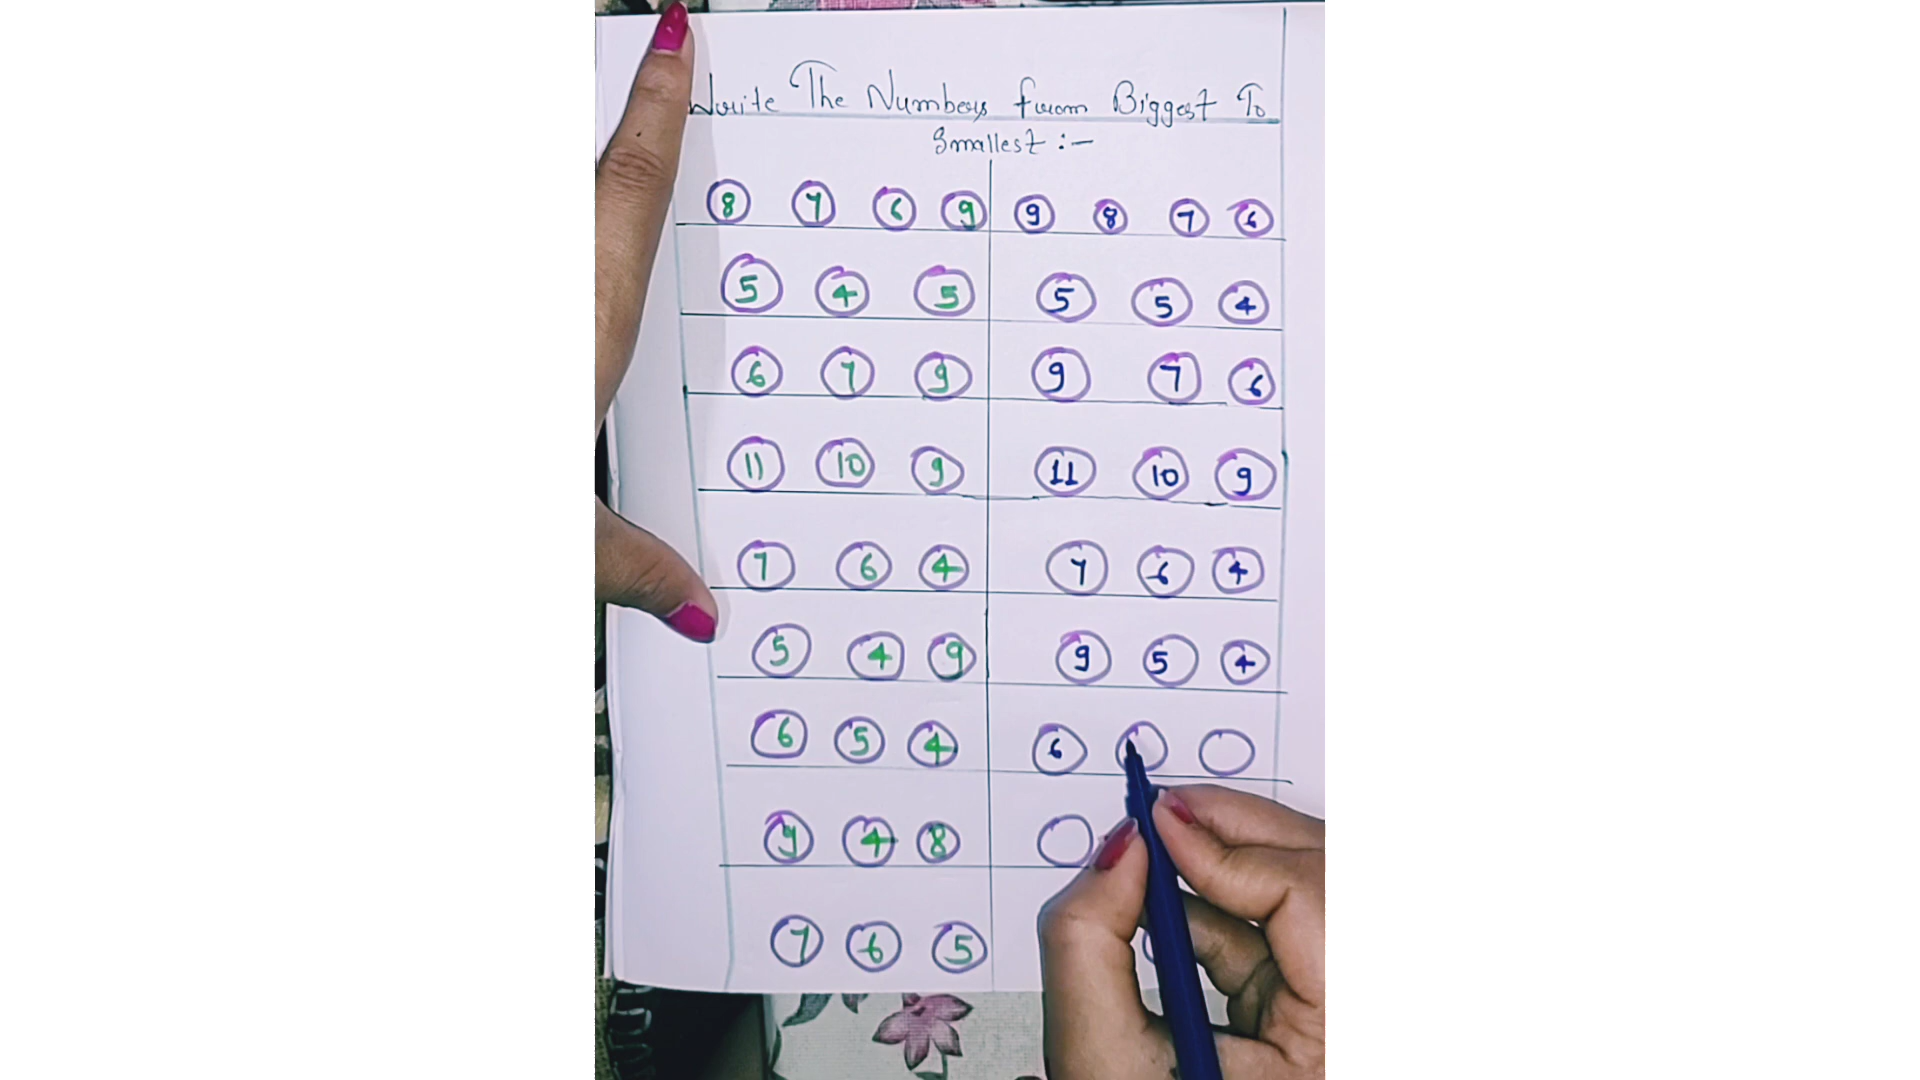 Write The Numbers from Biggest To
Smallest :-
8 7 6 9 9 8 7 6
5 4 5 5 5 4
6 7 9 9 7 6
11 10 9 11 10 9
7 6 4 7 6 4
5 4 9 9 5 4
6 5 4 6
9 4 8
7 6 5